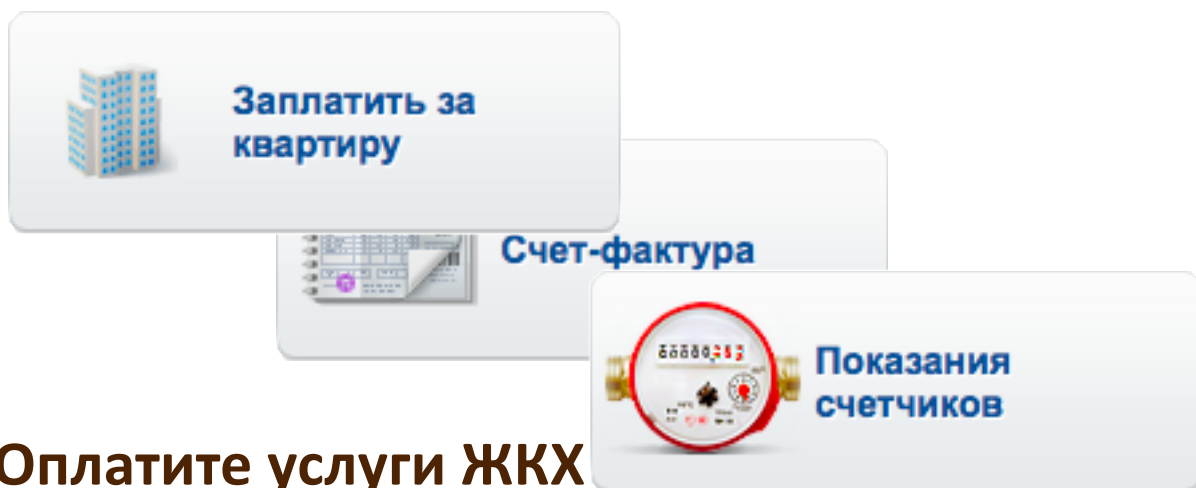 Заплатить за
квартиру
Счет-фактура
Показания
счетчиков
Оплатите услуги ЖКХ